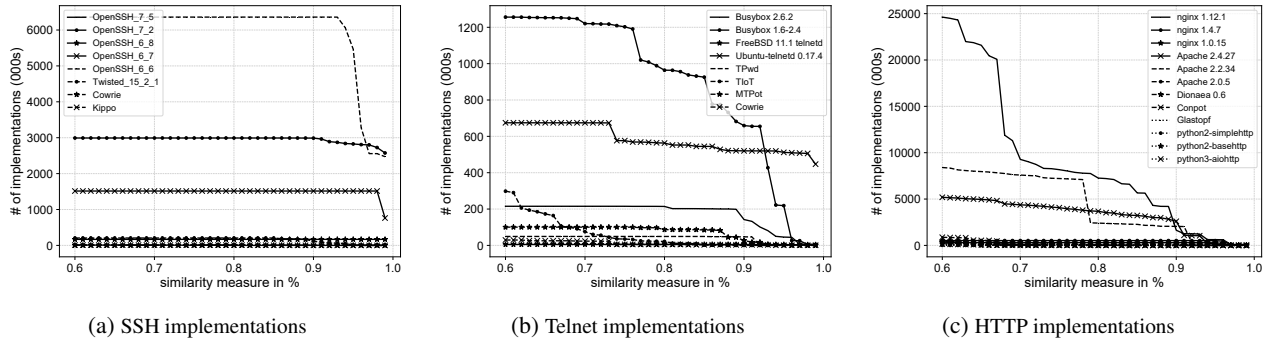 # of implementations (000s)
6000
5000
4000
3000
2000
1000
0
OpenSSH_7_5
OpenSSH_7_2
OpenSSH_6_8
OpenSSH_6_7
OpenSSH_6_6
Twisted_15_2_1
Cowrie
Kippo
0.6 0.7 0.8 0.9 1.0
similarity measure in %
(a) SSH implementations
# of implementations (000s)
1200
1000
800
600
400
200
0
Busybox 2.6.2
Busybox 1.6-2.4
FreeBSD 11.1 telnetd
Ubuntu-telnetd 0.17.4
TPwd
TIoT
MTPot
Cowrie
0.6 0.7 0.8 0.9 1.0
similarity measure in %
(b) Telnet implementations
# of implementations (000s)
25000
20000
15000
10000
5000
0
nginx 1.12.1
nginx 1.4.7
nginx 1.0.15
Apache 2.4.27
Apache 2.2.34
Apache 2.0.5
Dionaea 0.6
Conpot
Glastopf
python2-simplehttp
python2-basehttp
python3-aiohttp
0.6 0.7 0.8 0.9 1.0
similarity measure in %
(c) HTTP implementations